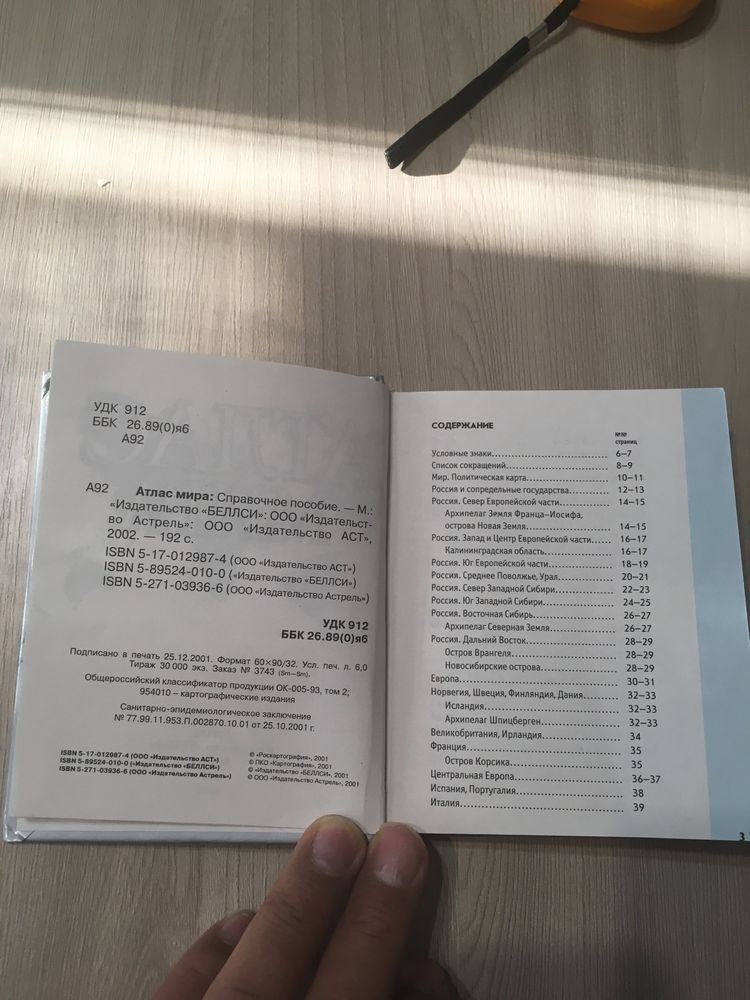 УДК 912
ББК 26.89(0)я6
А92
А92 Атлас мира: Справочное пособие. — М.:
«Издательство «БЕЛЛСИ»: ООО «Издательст-
во Астрель»: ООО «Издательство АСТ»,
2002. — 192 с.
ISBN 5-17-012987-4 (ООО «Издательство АСТ»)
ISBN 5-89524-010-0 («Издательство «БЕЛЛСИ»)
ISBN 5-271-03936-6 (ООО «Издательство Астрель»)
УДК 912
ББК 26.89(0)я6
Подписано в печать 25.12.2001. Формат 60×90/32. Усл. печ. л. 6,0
Тираж 30 000 экз. Заказ № 3743 (Sm–Sm).
Общероссийский классификатор продукции ОК-005-93, том 2;
954010 – картографические издания
Санитарно-эпидемиологическое заключение
№ 77.99.11.953.П.002870.10.01 от 25.10.2001 г.
ISBN 5-17-012987-4 (ООО «Издательство АСТ»)
ISBN 5-89524-010-0 («Издательство «БЕЛЛСИ»)
ISBN 5-271-03936-6 (ООО «Издательство Астрель»)
© «Роскартография», 2001
© ПКО «Картография», 2001
© «Издательство «БЕЛЛСИ», 2001
© ООО «Издательство Астрель», 2001
СОДЕРЖАНИЕ
№№
страниц
Условные знаки 6–7
Список сокращений 8–9
Мир. Политическая карта 10–11
Россия и сопредельные государства 12–13
Россия. Север Европейской части 14–15
Архипелаг Земля Франца–Иосифа,
острова Новая Земля 14–15
Россия. Запад и Центр Европейской части 16–17
Калининградская область 16–17
Россия. Юг Европейской части 18–19
Россия. Среднее Поволжье, Урал 20–21
Россия. Север Западной Сибири 22–23
Россия. Юг Западной Сибири 24–25
Россия. Восточная Сибирь 26–27
Архипелаг Северная Земля 26–27
Россия. Дальний Восток 28–29
Остров Врангеля 28–29
Новосибирские острова 28–29
Европа 30–31
Норвегия, Швеция, Финляндия, Дания 32–33
Исландия 32–33
Архипелаг Шпицберген 32–33
Великобритания, Ирландия 34
Франция 35
Остров Корсика 35
Центральная Европа 36–37
Испания, Португалия 38
Италия 39
3